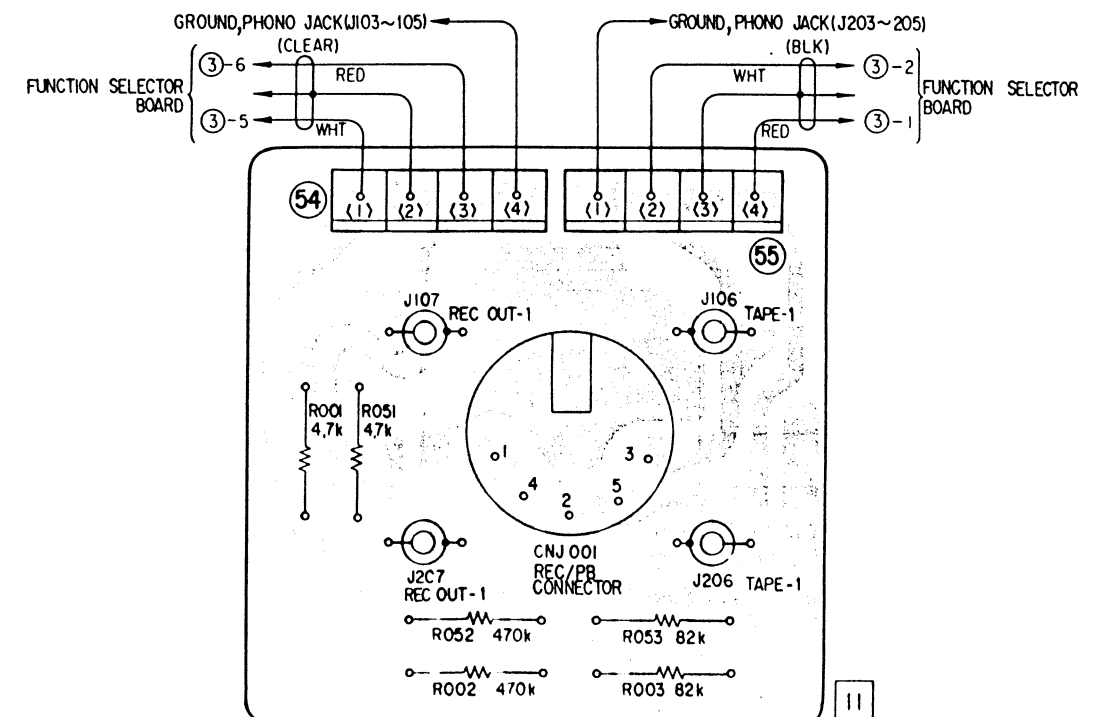 GROUND,PHONO JACK(J103~105)
GROUND, PHONO JACK(J203~205)
(CLEAR)
(BLK)
③-6
RED
WHT
③-2
FUNCTION SELECTOR
BOARD
FUNCTION SELECTOR
BOARD
③-5
WHT
RED
③-1
54
⟨1⟩ ⟨2⟩ ⟨3⟩ ⟨4⟩
⟨1⟩ ⟨2⟩ ⟨3⟩ ⟨4⟩
55
J107
REC OUT-1
J106
TAPE-1
R001
4,7k
R051
4,7k
1
3
4
5
2
CNJ 001
REC/PB
CONNECTOR
J2C7
REC OUT-1
J206 TAPE-1
R052 470k
R053 82k
R002 470k
R003 82k
11